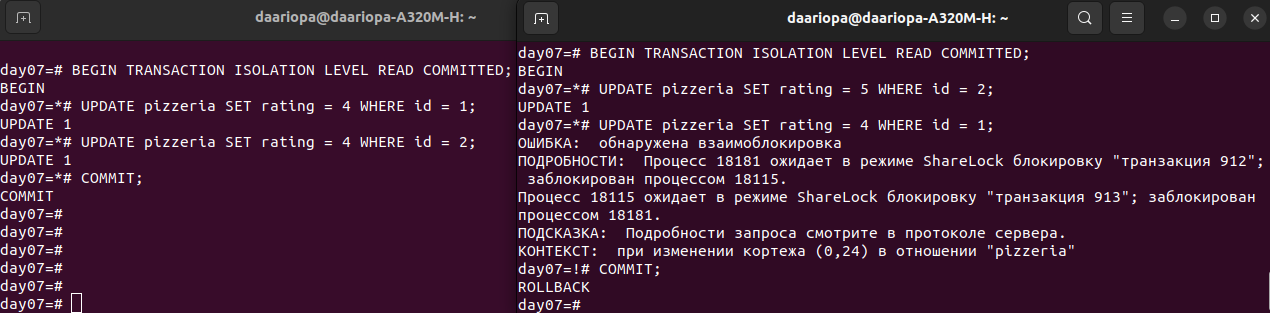 daariopa@daariopa-A320M-H: ~
day07=# BEGIN TRANSACTION ISOLATION LEVEL READ COMMITTED;
BEGIN
day07=*# UPDATE pizzeria SET rating = 4 WHERE id = 1;
UPDATE 1
day07=*# UPDATE pizzeria SET rating = 4 WHERE id = 2;
UPDATE 1
day07=*# COMMIT;
COMMIT
day07=#
day07=#
day07=#
day07=#
day07=#
day07=#
daariopa@daariopa-A320M-H: ~
day07=# BEGIN TRANSACTION ISOLATION LEVEL READ COMMITTED;
BEGIN
day07=*# UPDATE pizzeria SET rating = 5 WHERE id = 2;
UPDATE 1
day07=*# UPDATE pizzeria SET rating = 4 WHERE id = 1;
ОШИБКА:  обнаружена взаимоблокировка
ПОДРОБНОСТИ:  Процесс 18181 ожидает в режиме ShareLock блокировку "транзакция 912";
 заблокирован процессом 18115.
Процесс 18115 ожидает в режиме ShareLock блокировку "транзакция 913"; заблокирован
процессом 18181.
ПОДСКАЗКА:  Подробности запроса смотрите в протоколе сервера.
КОНТЕКСТ:  при изменении кортежа (0,24) в отношении "pizzeria"
day07=!# COMMIT;
ROLLBACK
day07=#